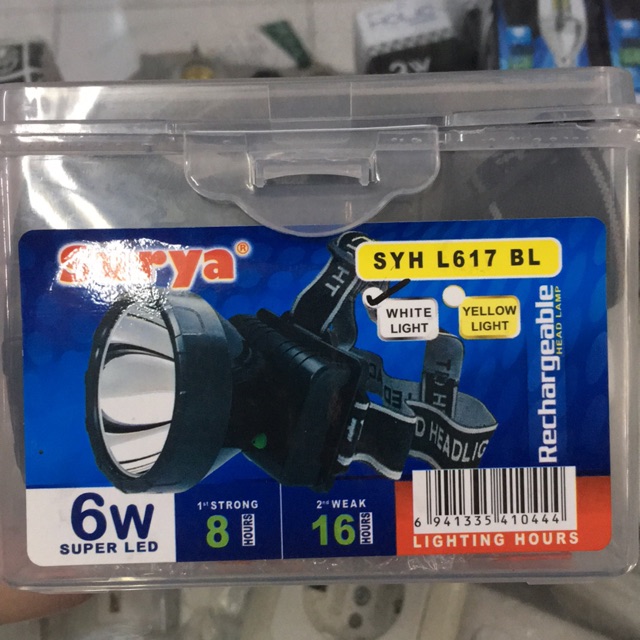 Surya®
SYH L617 BL
WHITE
LIGHT
YELLOW
LIGHT
Rechargeable
HEAD LAMP
HEADLIG
6W
SUPER LED
1st STRONG
8 HOURS
2nd WEAK
16 HOURS
6 941335 410444
LIGHTING HOURS